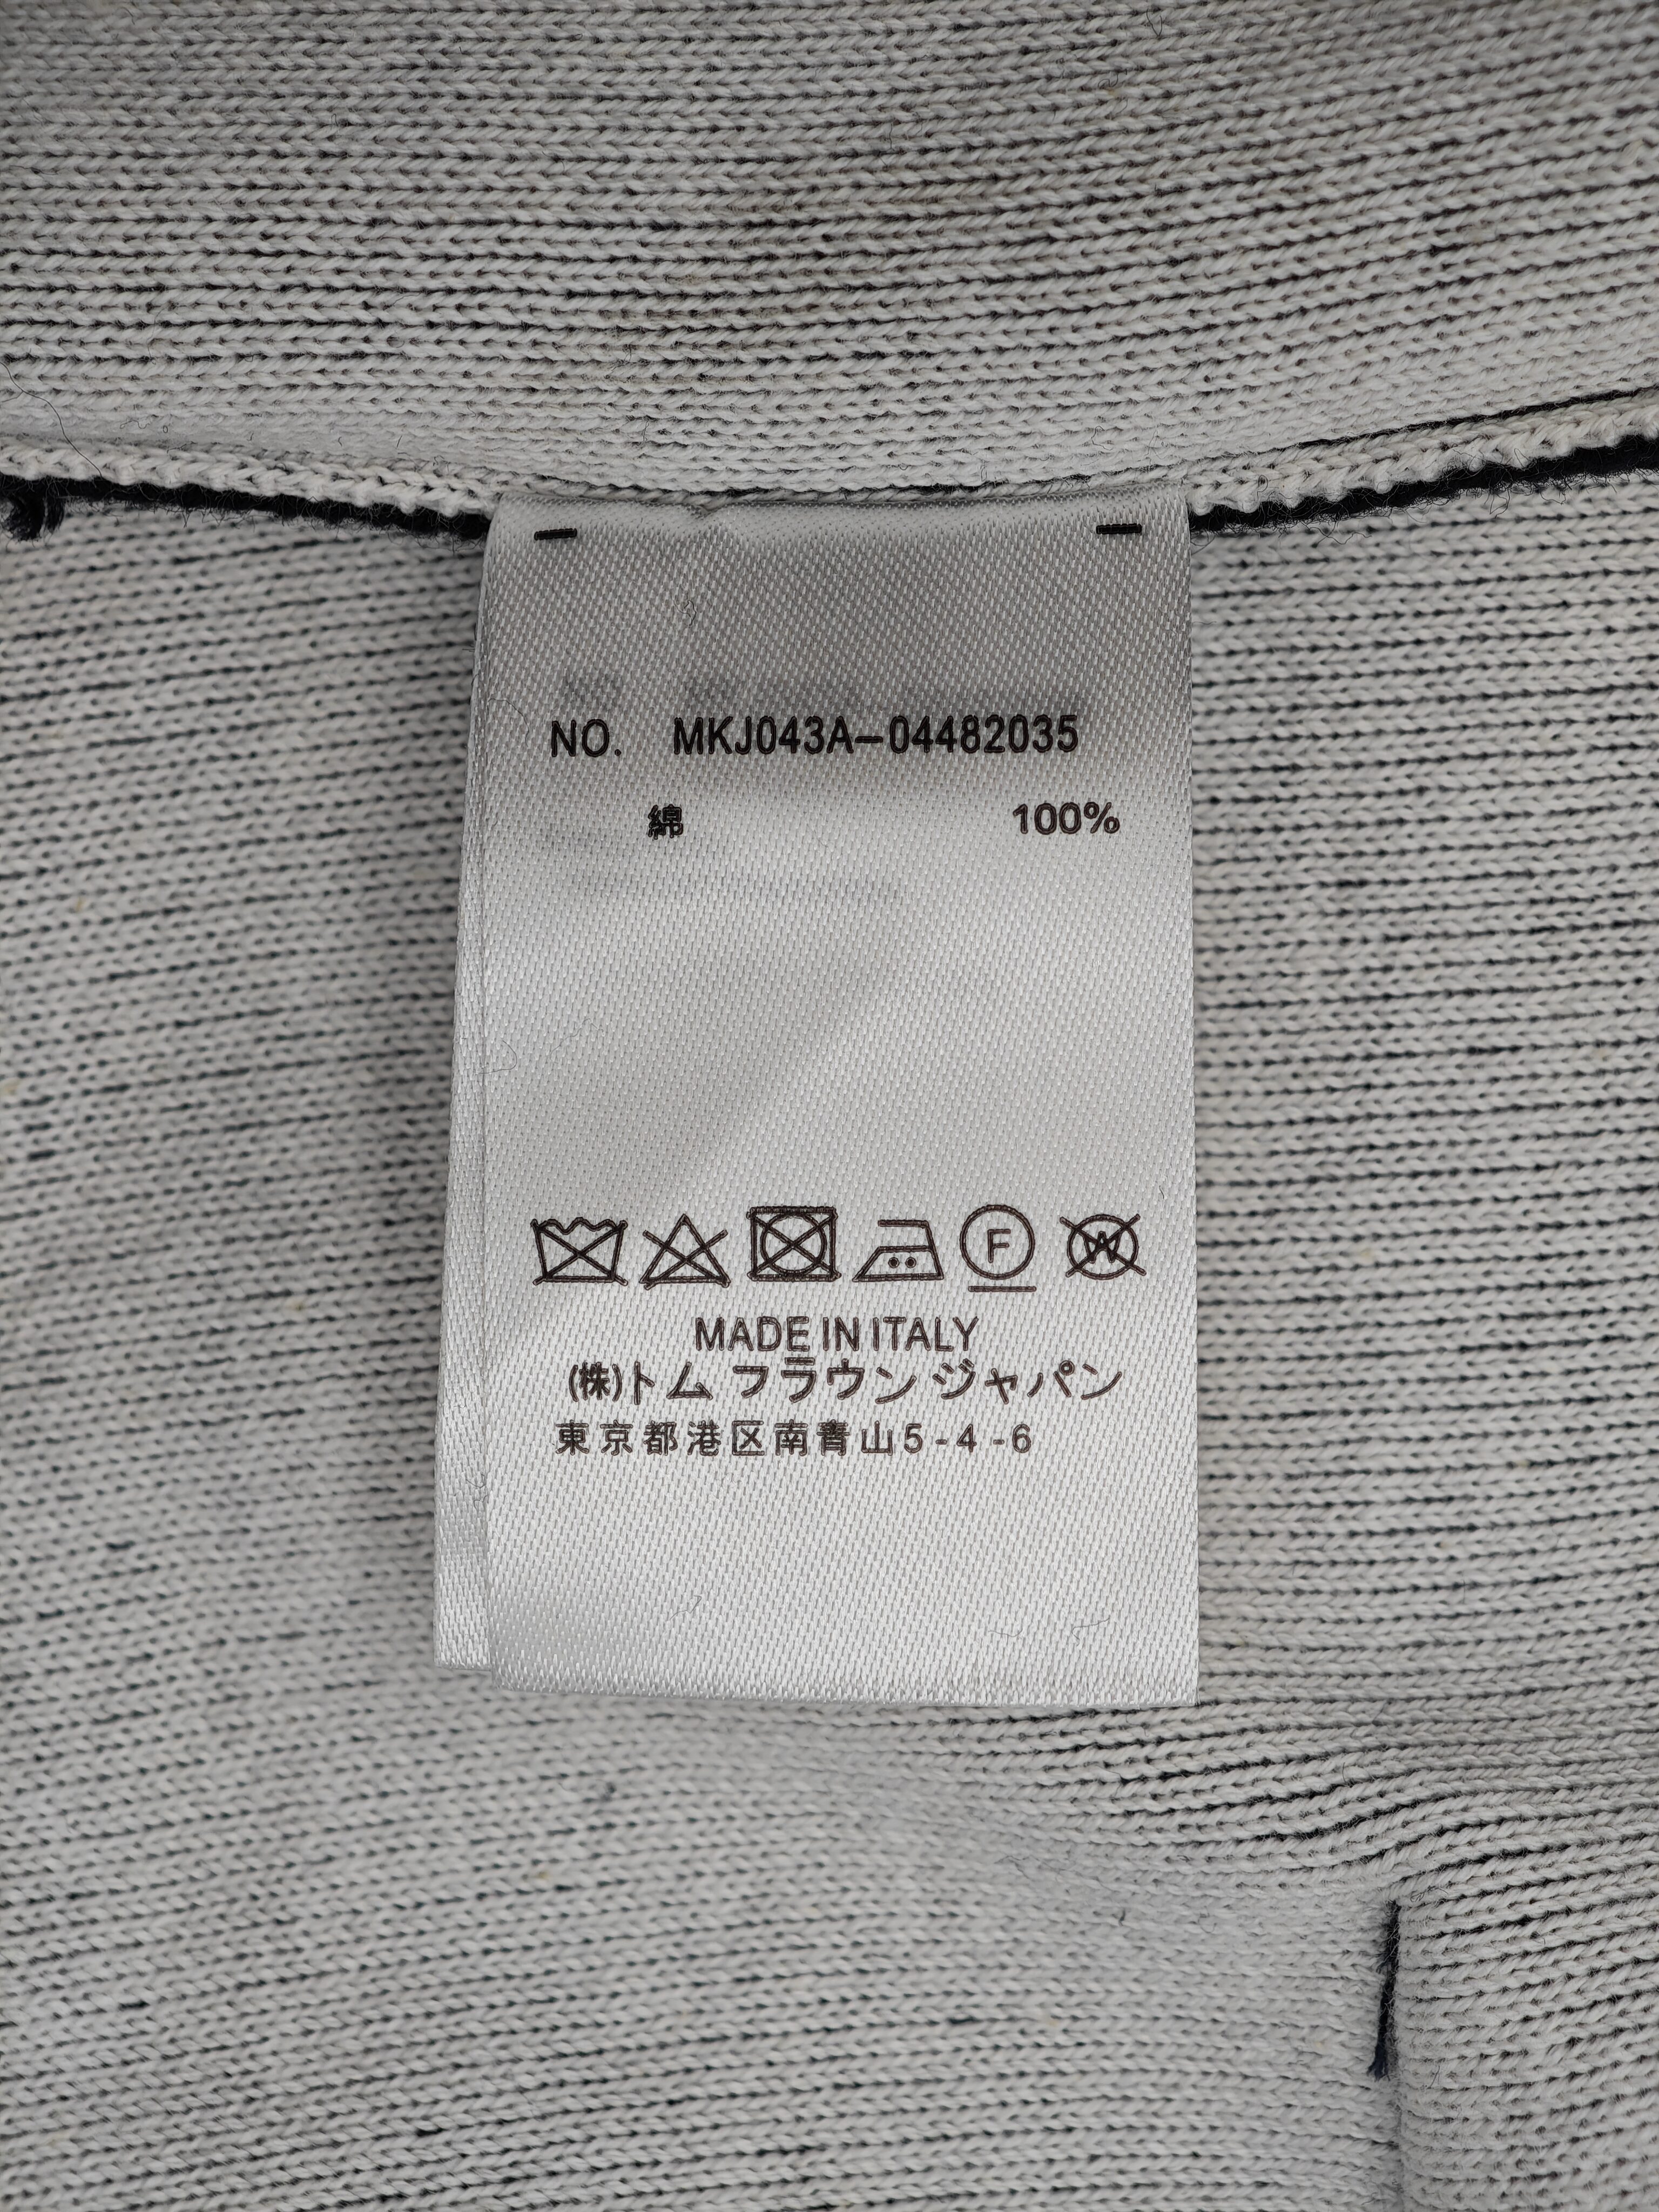 NO. MKJ043A-04482035
綿 100%
F W
MADE IN ITALY
(株)トム フラウン ジャパン
東京都港区南青山5-4-6